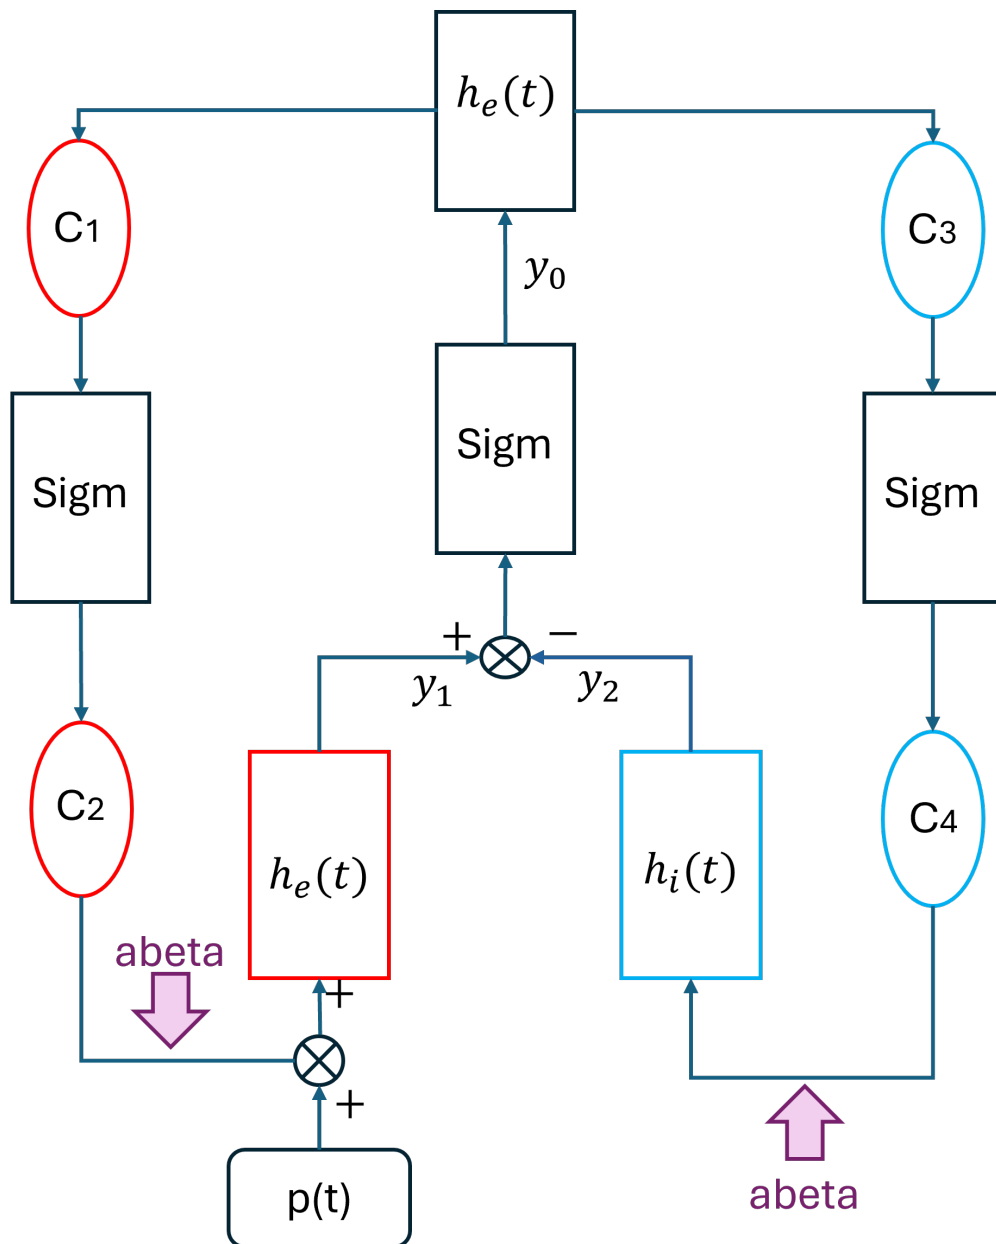 hₑ(t)
C1
C3
y₀
Sigm
Sigm
Sigm
+
−
y₁
y₂
C2
C4
hₑ(t)
hᵢ(t)
abeta
+
+
p(t)
abeta